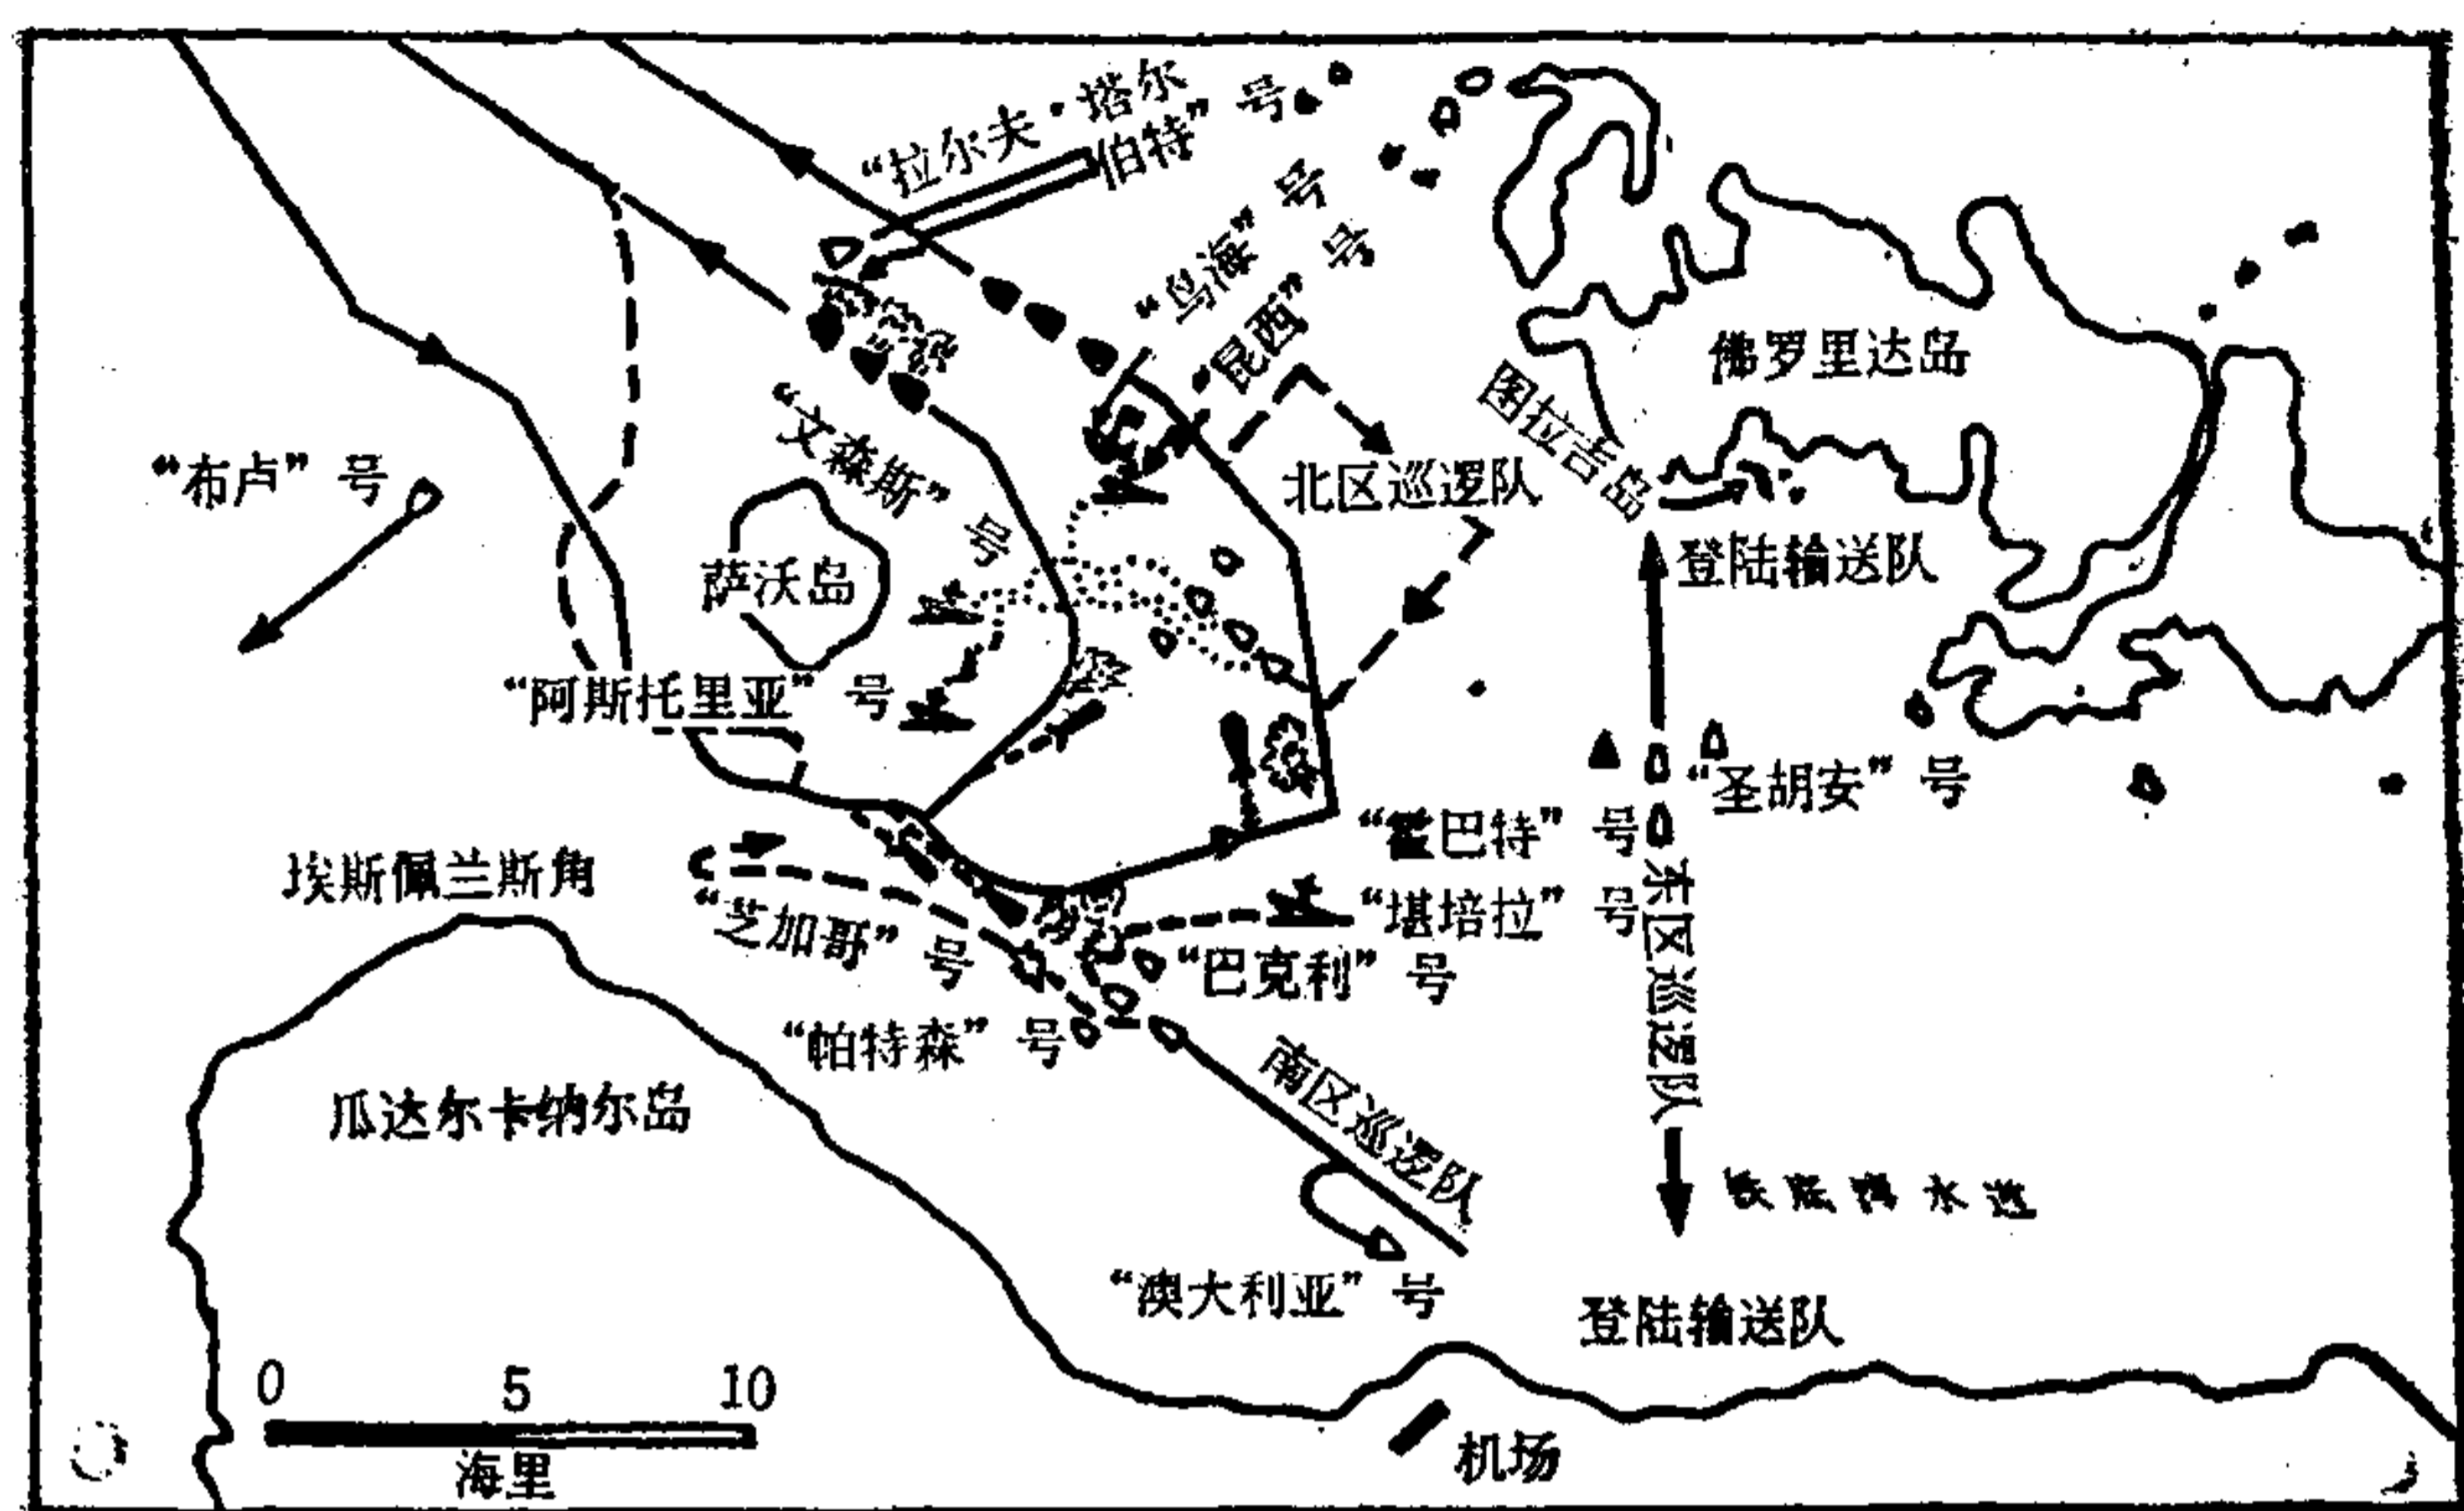 “拉尔夫·塔尔
伯特”号
“鸟海”号
“昆西”号
佛罗里达岛
图拉吉岛
“文森斯”号
“布卢”号
北区巡逻队
登陆输送队
萨沃岛
“阿斯托里亚”号
“圣胡安”号
“霍巴特”号
埃斯佩兰斯角
“堪培拉”号
“芝加哥”号
“巴克利”号
东区巡逻队
“帕特森”号
南区巡逻队
瓜达尔卡纳尔岛
铁底湾水道
“澳大利亚”号
登陆输送队
0 5 10
海里
机场